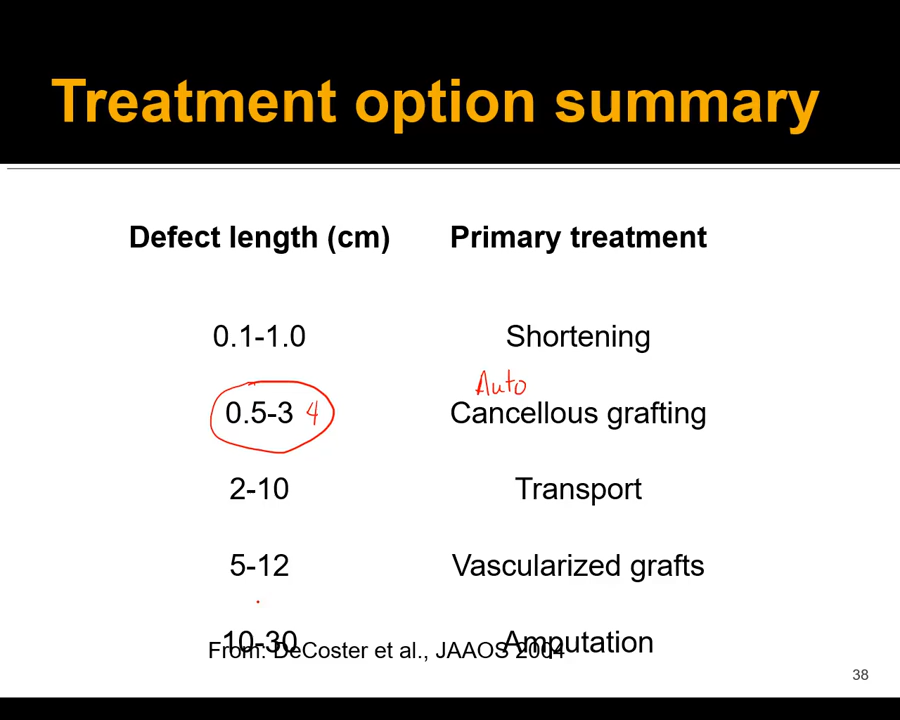 Treatment option summary
Defect length (cm) Primary treatment
0.1-1.0 Shortening
Auto
0.5-3 4 Cancellous grafting
2-10 Transport
5-12 Vascularized grafts
10-30 Amputation
From: DeCoster et al., JAAOS 2004
38